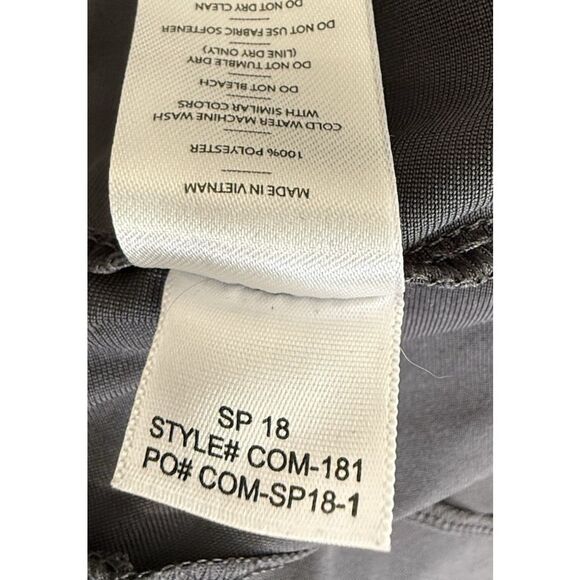 MADE IN VIETNAM
100% POLYESTER
COLD WATER MACHINE WASH
WITH SIMILAR COLORS
DO NOT BLEACH
DO NOT TUMBLE DRY
(LINE DRY ONLY)
DO NOT USE FABRIC SOFTENER
DO NOT DRY CLEAN
SP 18
STYLE# COM-181
PO# COM-SP18-1